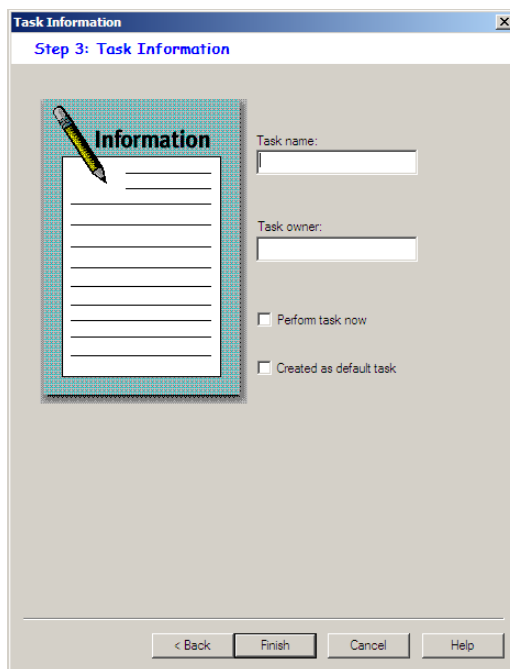 Task Information
Step 3: Task Information
Information
Task name:
Task owner:
Perform task now
Created as default task
< Back
Finish
Cancel
Help